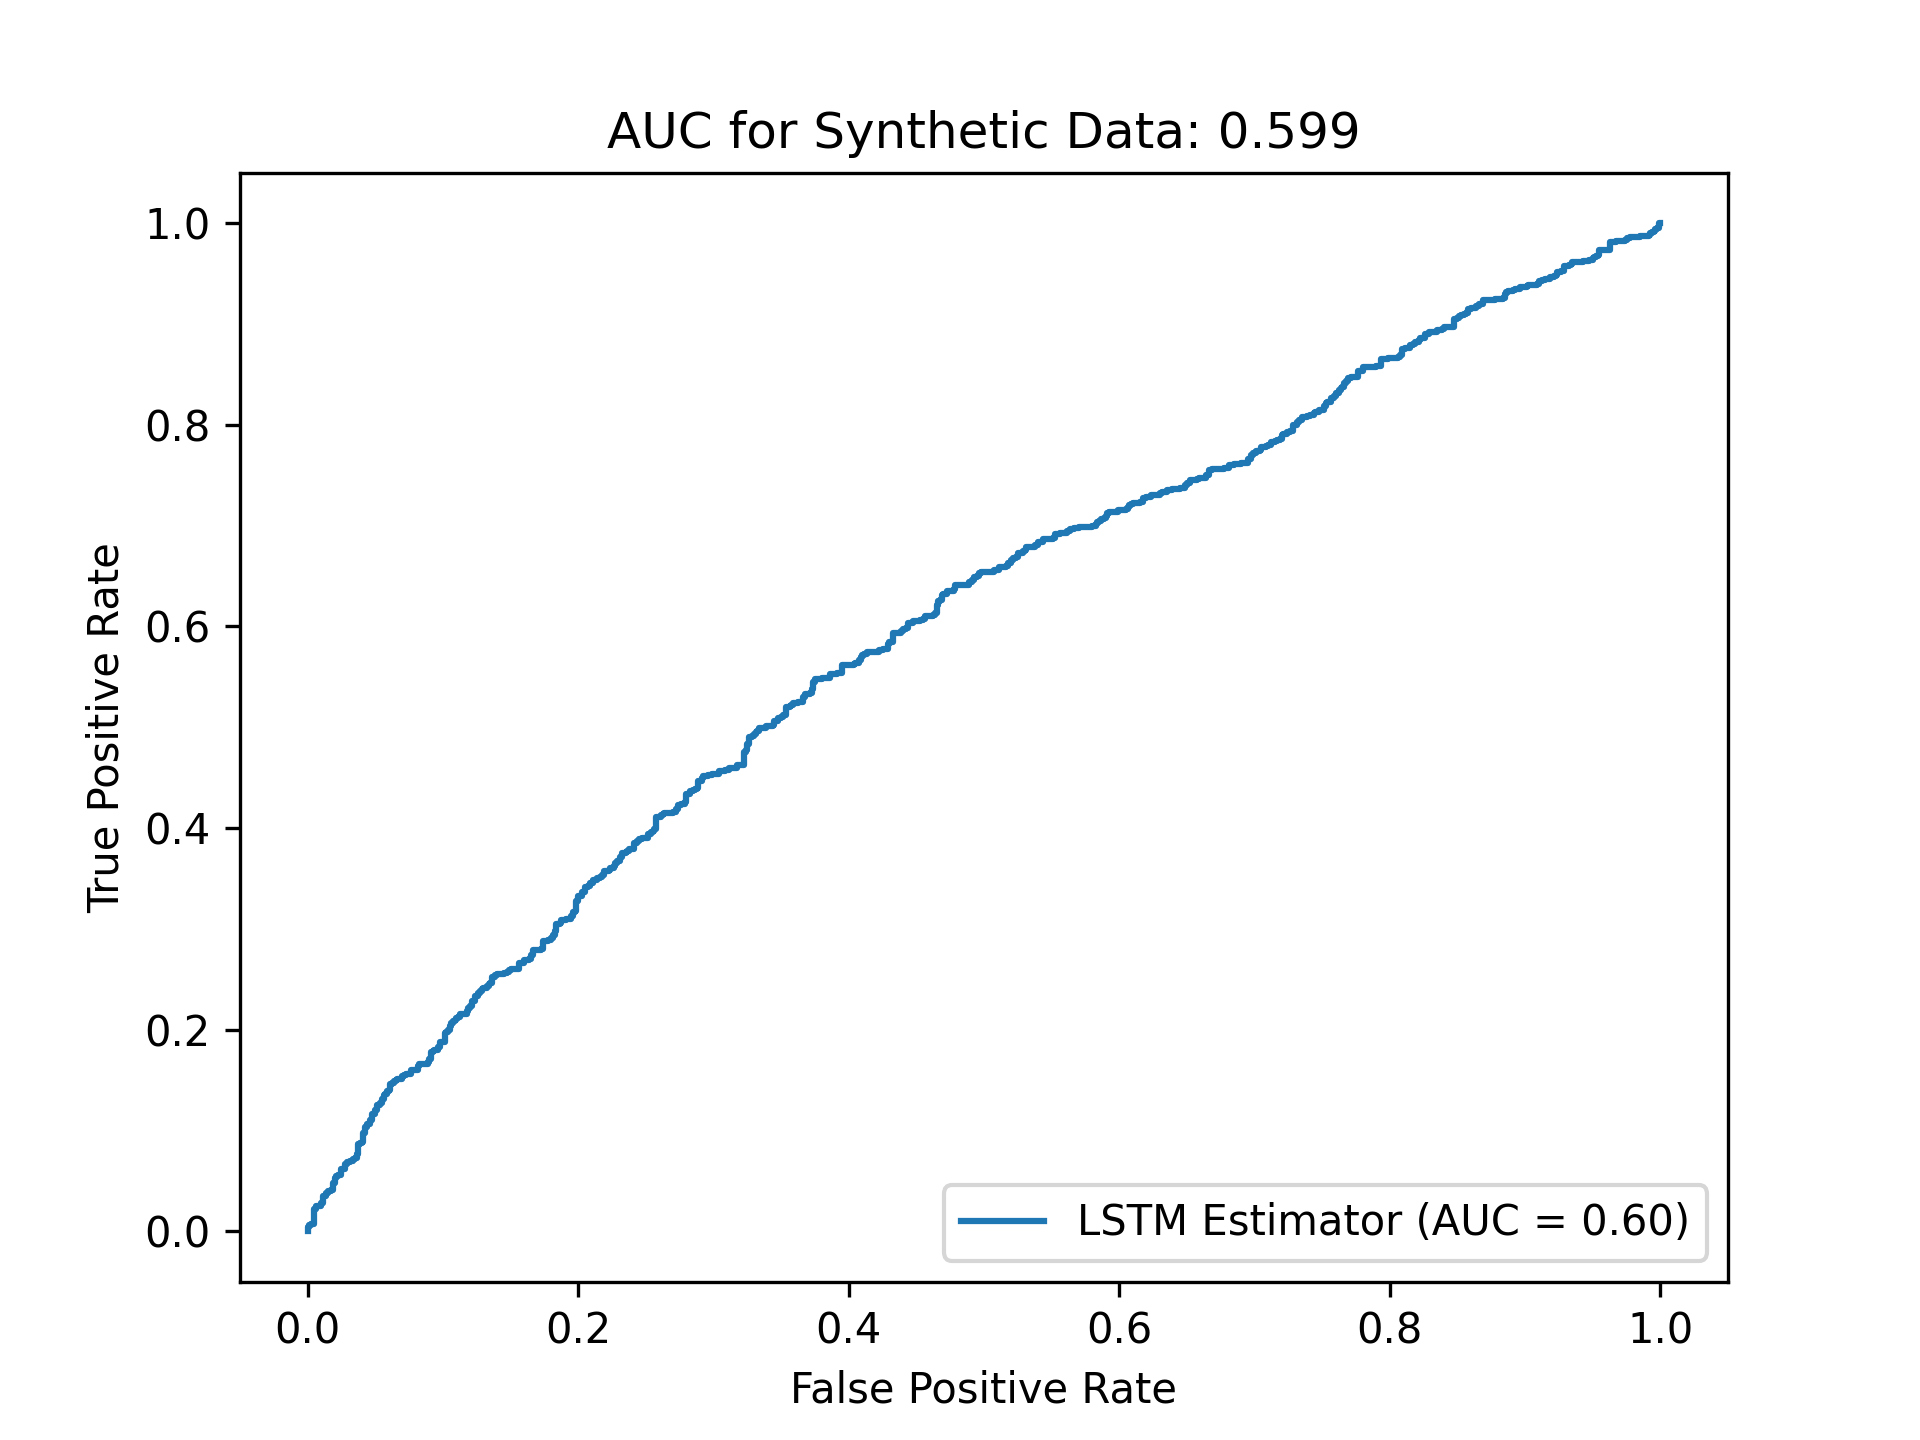 AUC for Synthetic Data: 0.599
1.0
0.8
0.6
0.4
0.2
0.0
True Positive Rate
LSTM Estimator (AUC = 0.60)
0.0 0.2 0.4 0.6 0.8 1.0
False Positive Rate